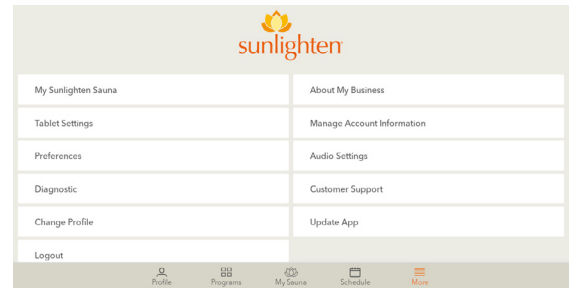 sunlighten
My Sunlighten Sauna
About My Business
Tablet Settings
Manage Account Information
Preferences
Audio Settings
Diagnostic
Customer Support
Change Profile
Update App
Logout
Profile
Programs
My Sauna
Schedule
More